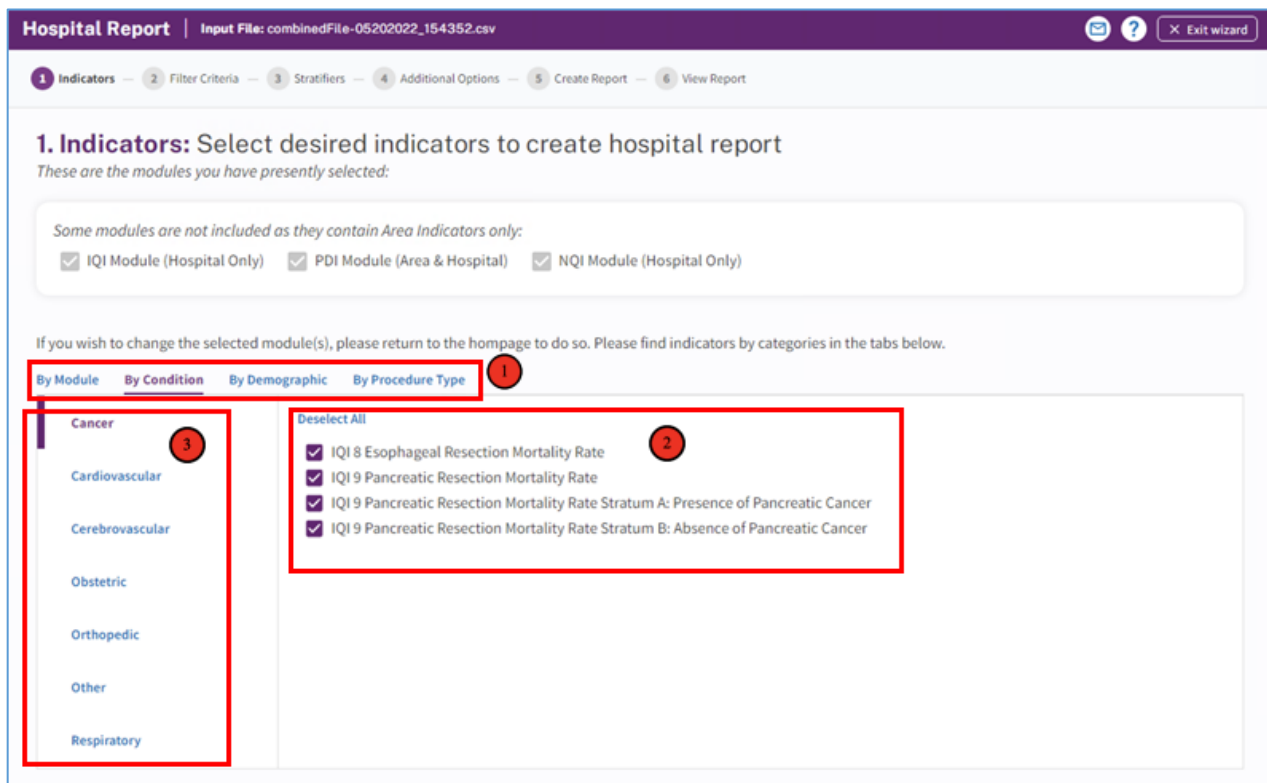 Hospital Report | Input File: combinedFile-05202022_154352.csv ? X Exit wizard
1 Indicators — 2 Filter Criteria — 3 Stratifiers — 4 Additional Options — 5 Create Report — 6 View Report
1. Indicators: Select desired indicators to create hospital report
These are the modules you have presently selected:
Some modules are not included as they contain Area Indicators only:
IQI Module (Hospital Only) PDI Module (Area & Hospital) NQI Module (Hospital Only)
If you wish to change the selected module(s), please return to the hompage to do so. Please find indicators by categories in the tabs below.
By Module By Condition By Demographic By Procedure Type 1
Cancer
3
Cardiovascular
Cerebrovascular
Obstetric
Orthopedic
Other
Respiratory
Deselect All
2
IQI 8 Esophageal Resection Mortality Rate
IQI 9 Pancreatic Resection Mortality Rate
IQI 9 Pancreatic Resection Mortality Rate Stratum A: Presence of Pancreatic Cancer
IQI 9 Pancreatic Resection Mortality Rate Stratum B: Absence of Pancreatic Cancer